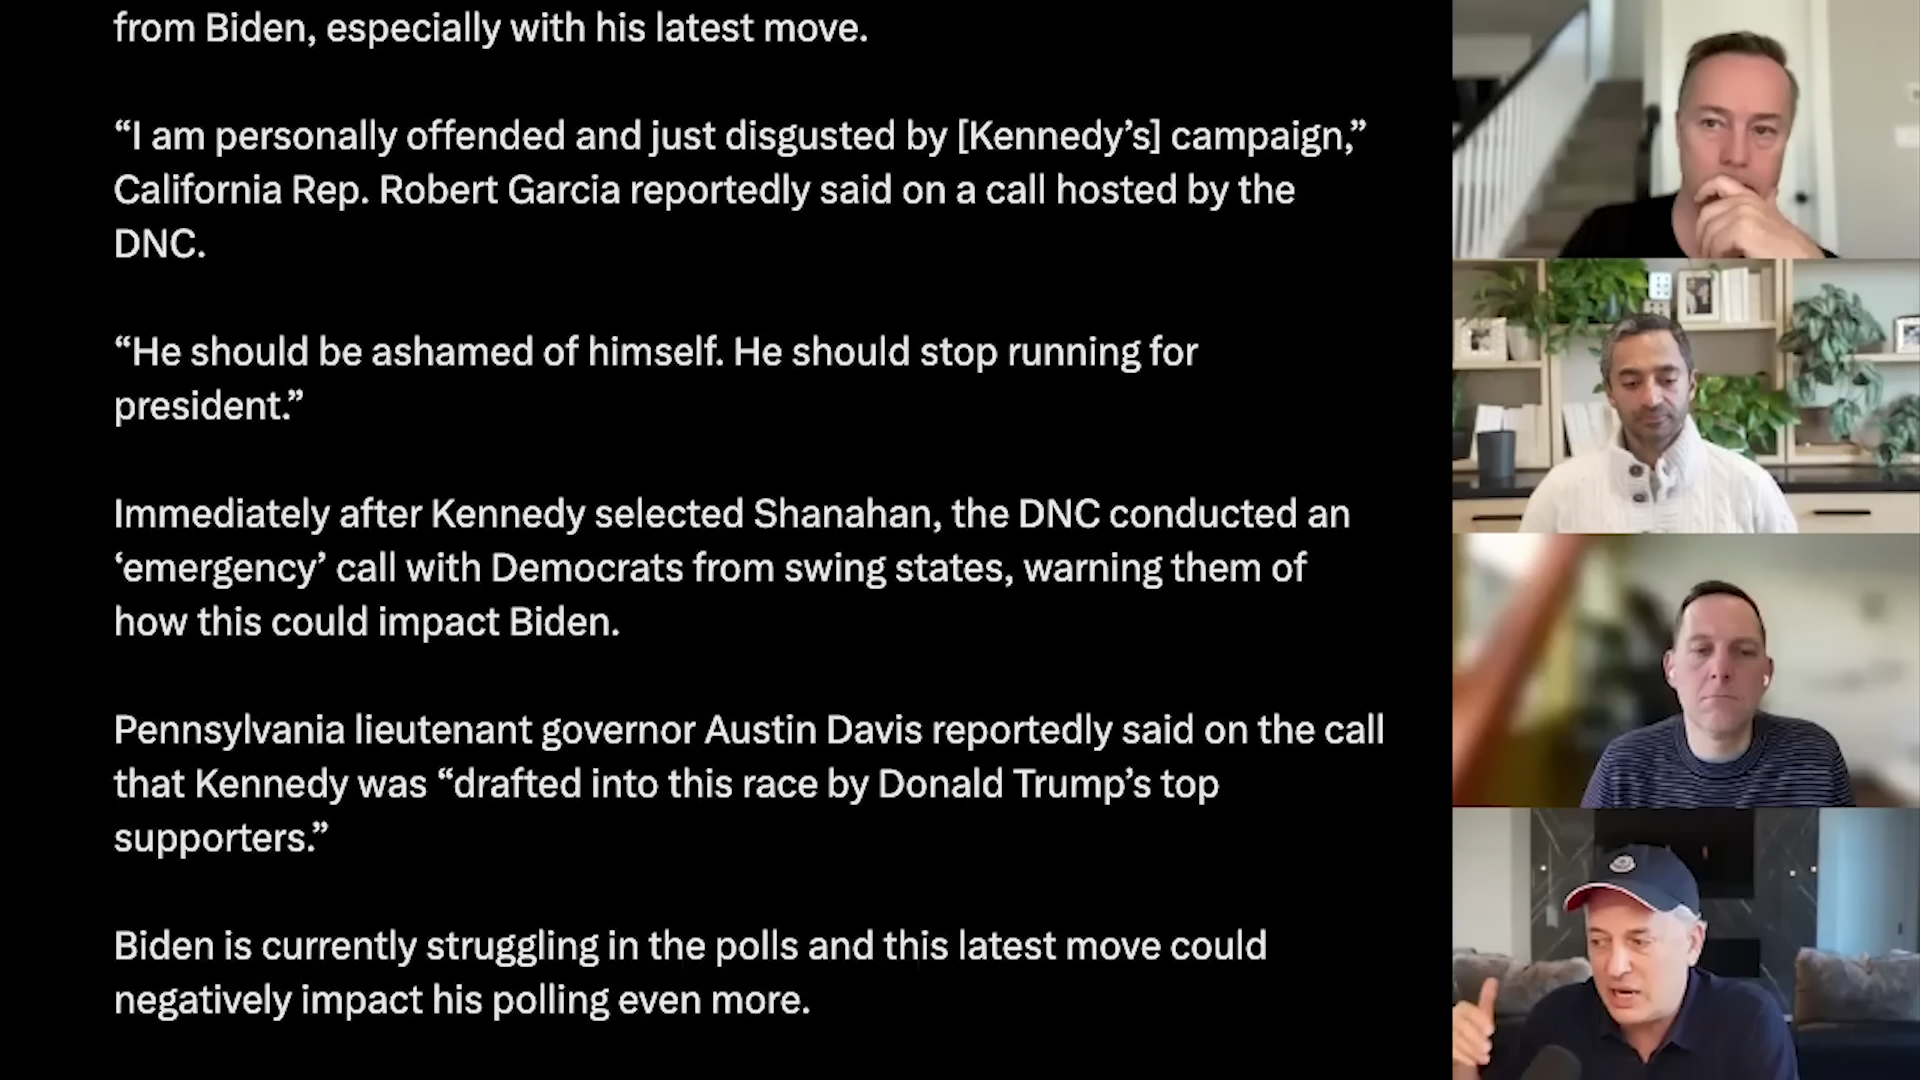 from Biden, especially with his latest move.
“I am personally offended and just disgusted by [Kennedy’s] campaign,”
California Rep. Robert Garcia reportedly said on a call hosted by the
DNC.
“He should be ashamed of himself. He should stop running for
president.”
Immediately after Kennedy selected Shanahan, the DNC conducted an
‘emergency’ call with Democrats from swing states, warning them of
how this could impact Biden.
Pennsylvania lieutenant governor Austin Davis reportedly said on the call
that Kennedy was “drafted into this race by Donald Trump’s top
supporters.”
Biden is currently struggling in the polls and this latest move could
negatively impact his polling even more.